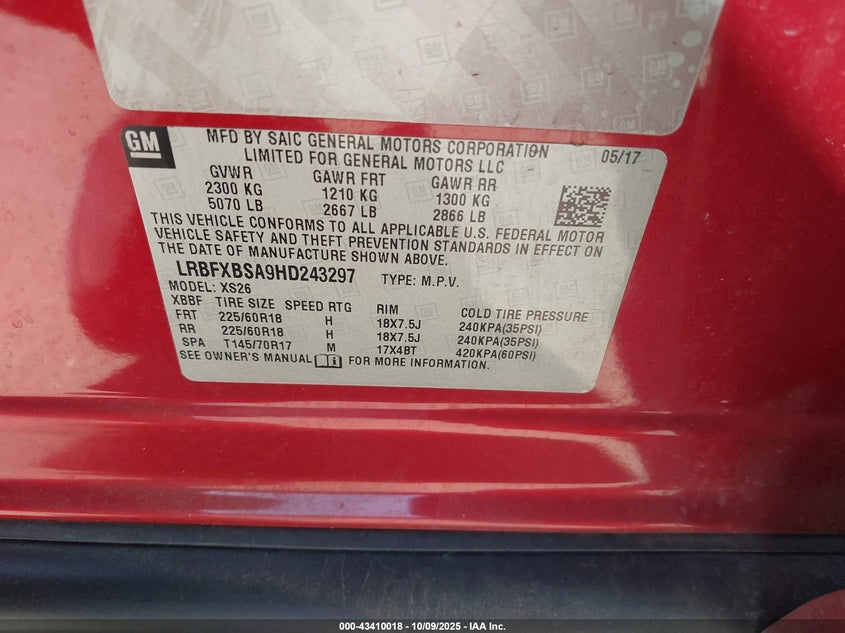 GM
MFD BY SAIC GENERAL MOTORS CORPORATION
LIMITED FOR GENERAL MOTORS LLC
05/17
GVWR GAWR FRT GAWR RR
2300 KG 1210 KG 1300 KG
5070 LB 2667 LB 2866 LB
THIS VEHICLE CONFORMS TO ALL APPLICABLE U.S. FEDERAL MOTOR
VEHICLE SAFETY AND THEFT PREVENTION STANDARDS IN EFFECT ON
THE DATE OF MANUFACTURE SHOWN ABOVE.
LRBFXBSA9HD243297 TYPE: M.P.V.
MODEL: XS26
XBBF TIRE SIZE SPEED RTG RIM COLD TIRE PRESSURE
FRT 225/60R18 H 18X7.5J 240KPA(35PSI)
RR 225/60R18 H 18X7.5J 240KPA(35PSI)
SPA T145/70R17 M 17X4BT 420KPA(60PSI)
SEE OWNER'S MANUAL FOR MORE INFORMATION.
000-43410018 - 10/09/2025 - IAA Inc.